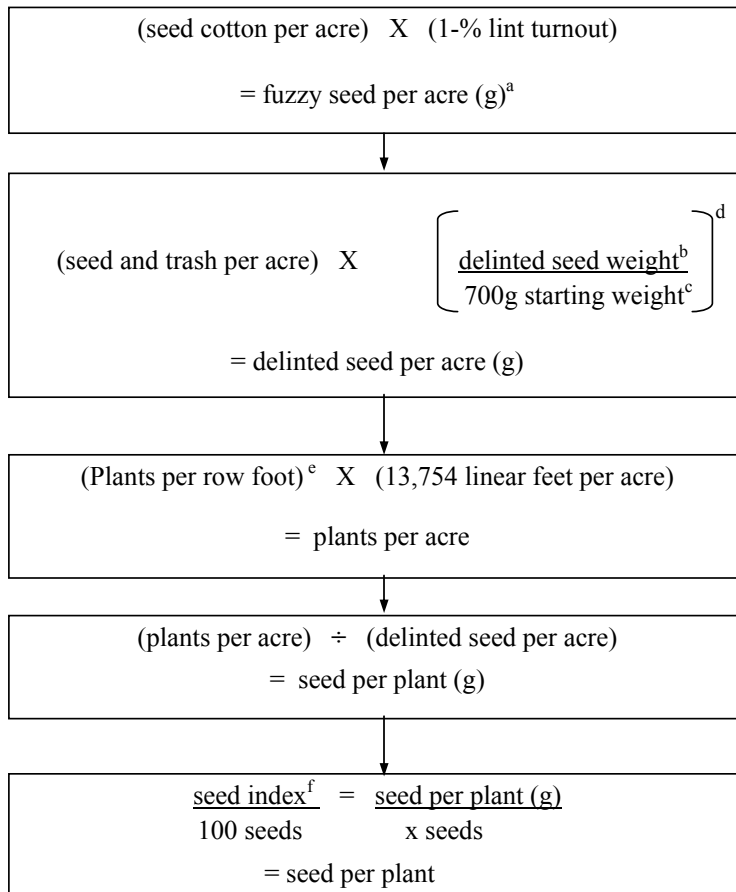 (seed cotton per acre) X (1-% lint turnout)
= fuzzy seed per acre (g)a
(seed and trash per acre) X [delinted seed weightb
700g starting weightc]d
= delinted seed per acre (g)
(Plants per row foot) e X (13,754 linear feet per acre)
= plants per acre
(plants per acre) ÷ (delinted seed per acre)
= seed per plant (g)
seed indexf = seed per plant (g)
100 seeds x seeds
= seed per plant